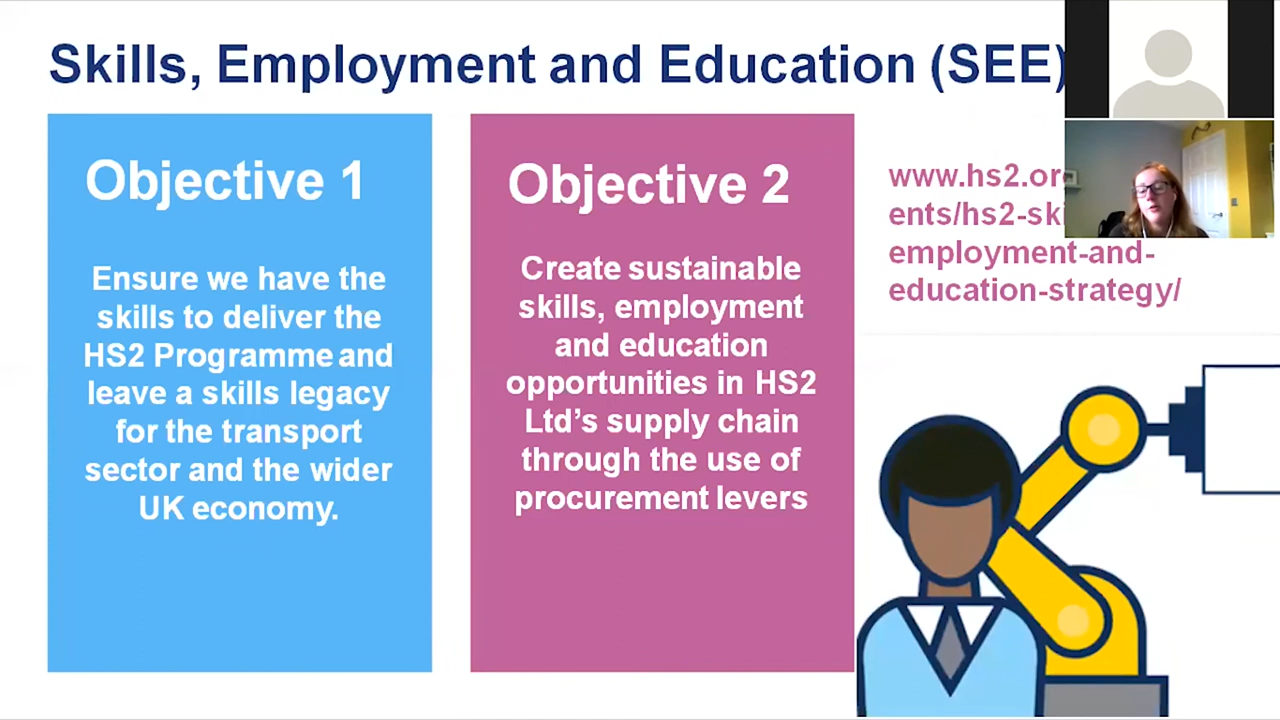 Skills, Employment and Education (SEE)
Objective 1
Ensure we have the
skills to deliver the
HS2 Programme and
leave a skills legacy
for the transport
sector and the wider
UK economy.
Objective 2
Create sustainable
skills, employment
and education
opportunities in HS2
Ltd’s supply chain
through the use of
procurement levers
www.hs2.or
ents/hs2-sk
employment-and-
education-strategy/